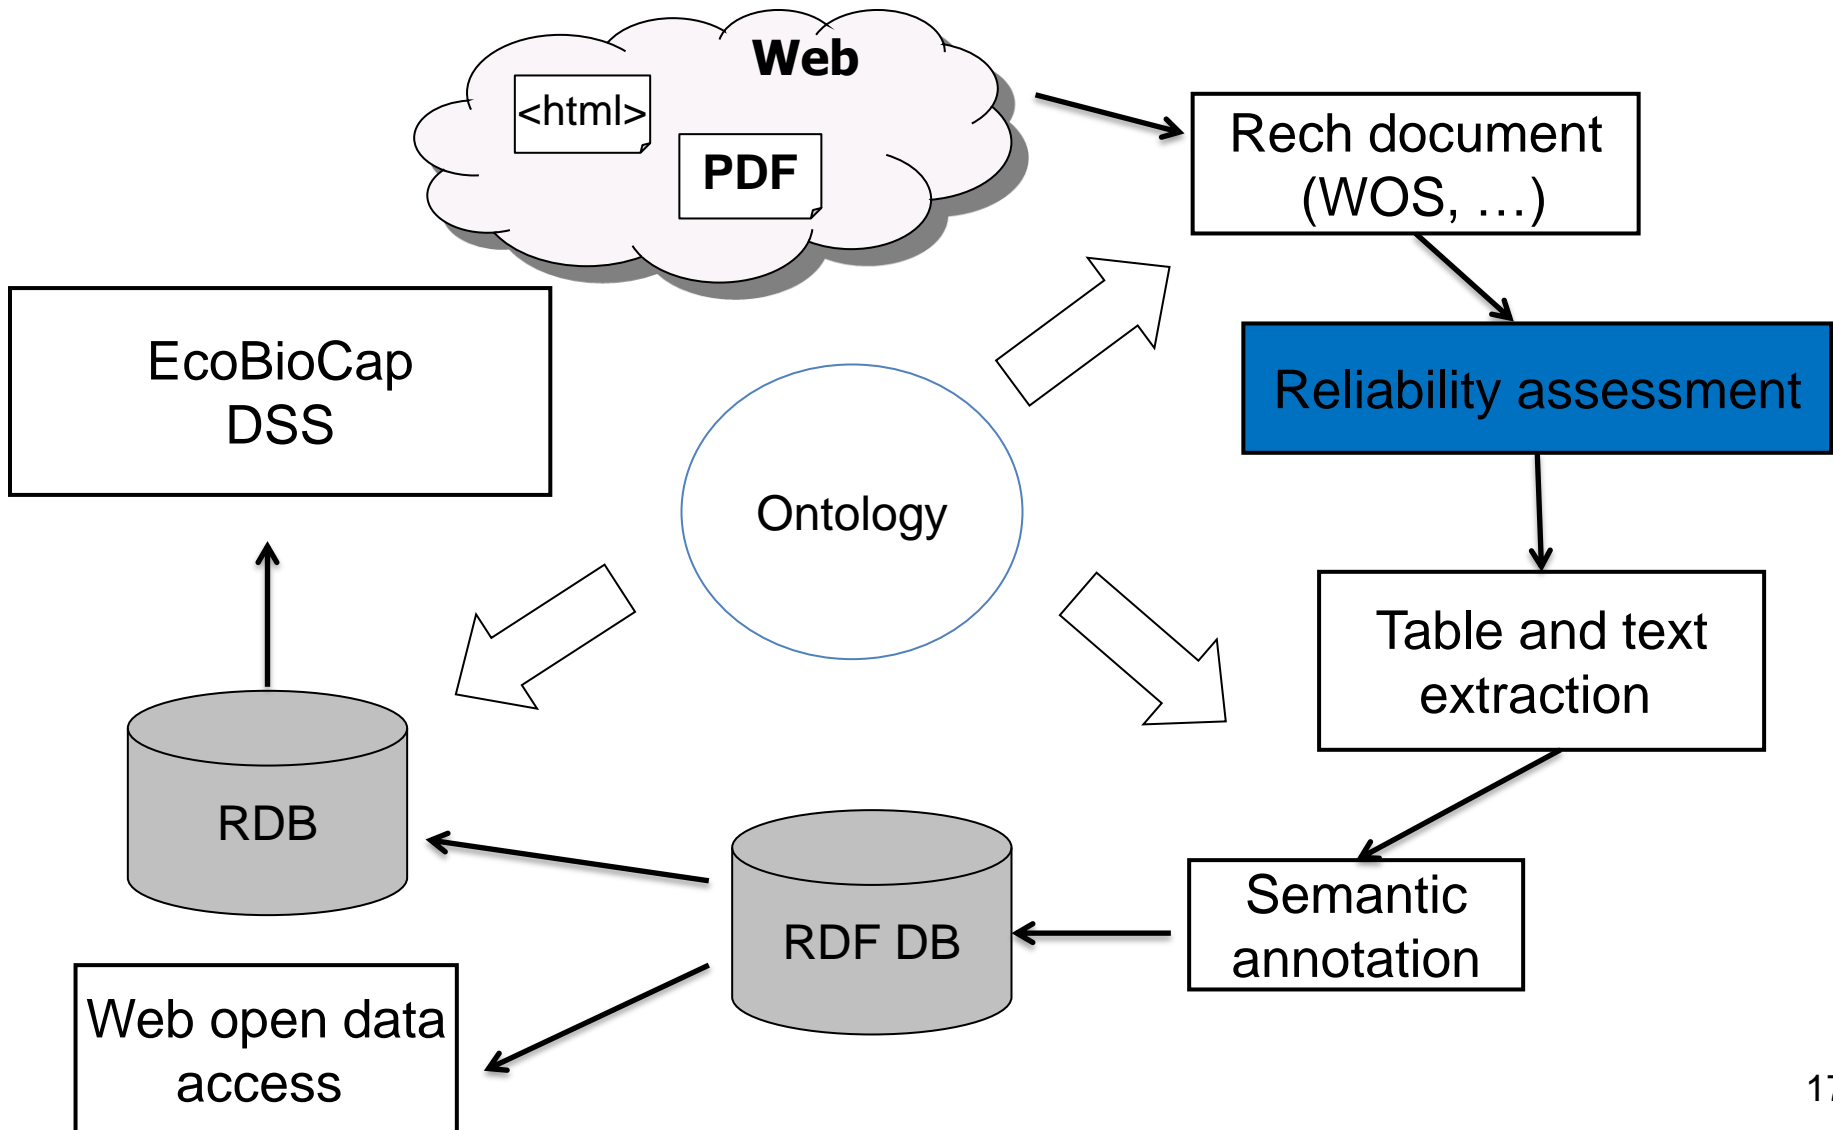 Web
<html>
PDF
Rech document
(WOS, …)
EcoBioCap
DSS
Reliability assessment
Ontology
Table and text
extraction
RDB
Semantic
annotation
RDF DB
Web open data
access
17